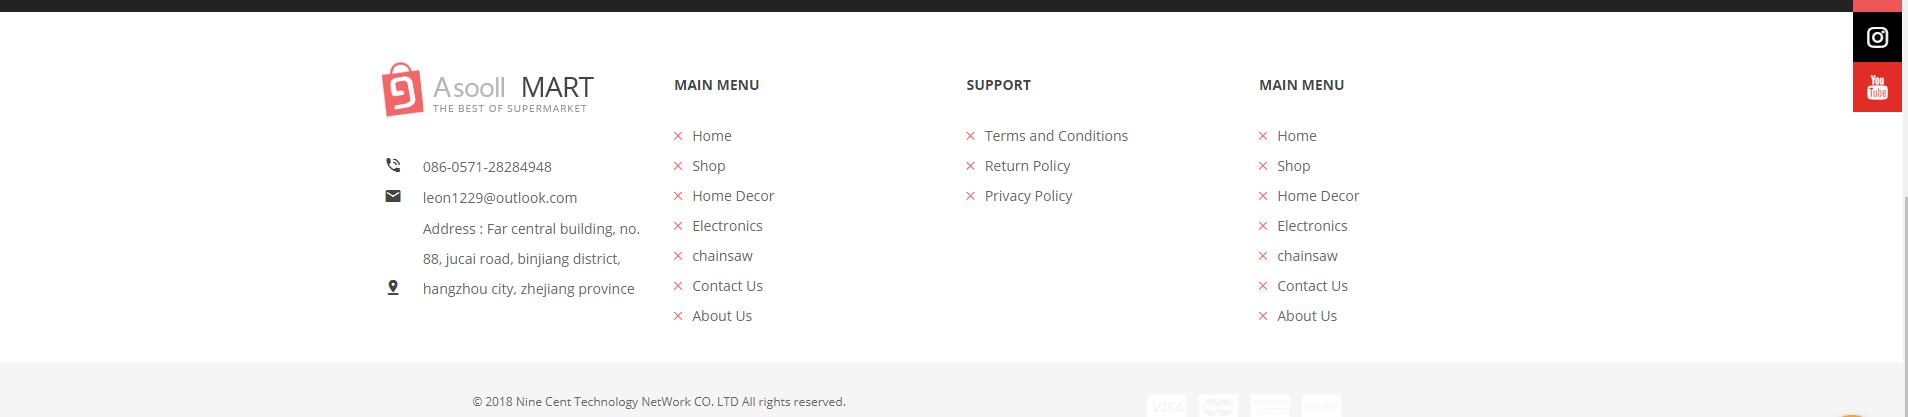 Asooll MART
THE BEST OF SUPERMARKET
086-0571-28284948
leon1229@outlook.com
Address : Far central building, no.
88, jucai road, binjiang district,
hangzhou city, zhejiang province
MAIN MENU
Home
Shop
Home Decor
Electronics
chainsaw
Contact Us
About Us
SUPPORT
Terms and Conditions
Return Policy
Privacy Policy
MAIN MENU
Home
Shop
Home Decor
Electronics
chainsaw
Contact Us
About Us
You
Tube
© 2018 Nine Cent Technology NetWork CO. LTD All rights reserved.
VISA
PayPal